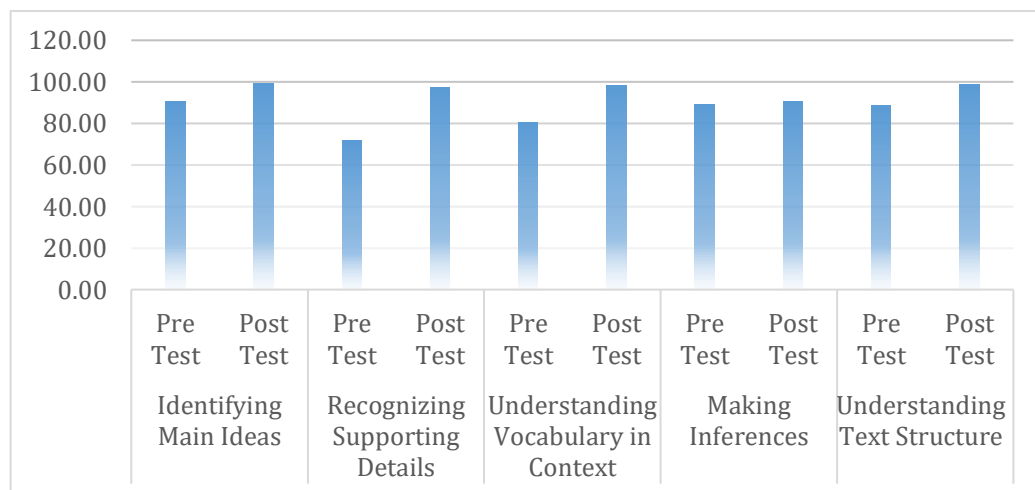 120.00
100.00
80.00
60.00
40.00
20.00
0.00
Pre Test
Post Test
Pre Test
Post Test
Pre Test
Post Test
Pre Test
Post Test
Pre Test
Post Test
Identifying
Main Ideas
Recognizing
Supporting
Details
Understanding
Vocabulary in
Context
Making
Inferences
Understanding
Text Structure